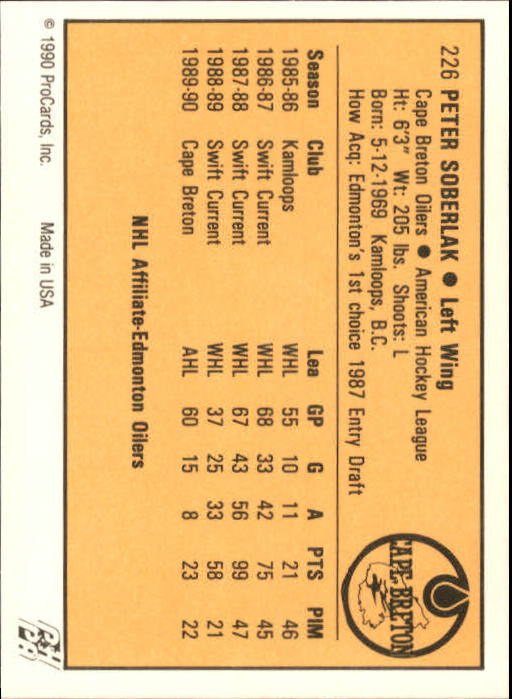 226 PETER SOBERLAK ● Left Wing
Cape Breton Oilers ● American Hockey League
Ht: 6'3" Wt: 205 lbs. Shoots: L
Born: 5-12-1969 Kamloops, B.C.
How Acq: Edmonton's 1st choice 1987 Entry Draft
CAPE BRETON
Season Club Lea GP G A PTS PIM
1985-86 Kamloops WHL 55 10 11 21 46
1986-87 Swift Current WHL 68 33 42 75 45
1987-88 Swift Current WHL 67 43 56 99 47
1988-89 Swift Current WHL 37 25 33 58 21
1989-90 Cape Breton AHL 60 15 8 23 22
NHL Affiliate-Edmonton Oilers
© 1990 ProCards, Inc. Made in USA